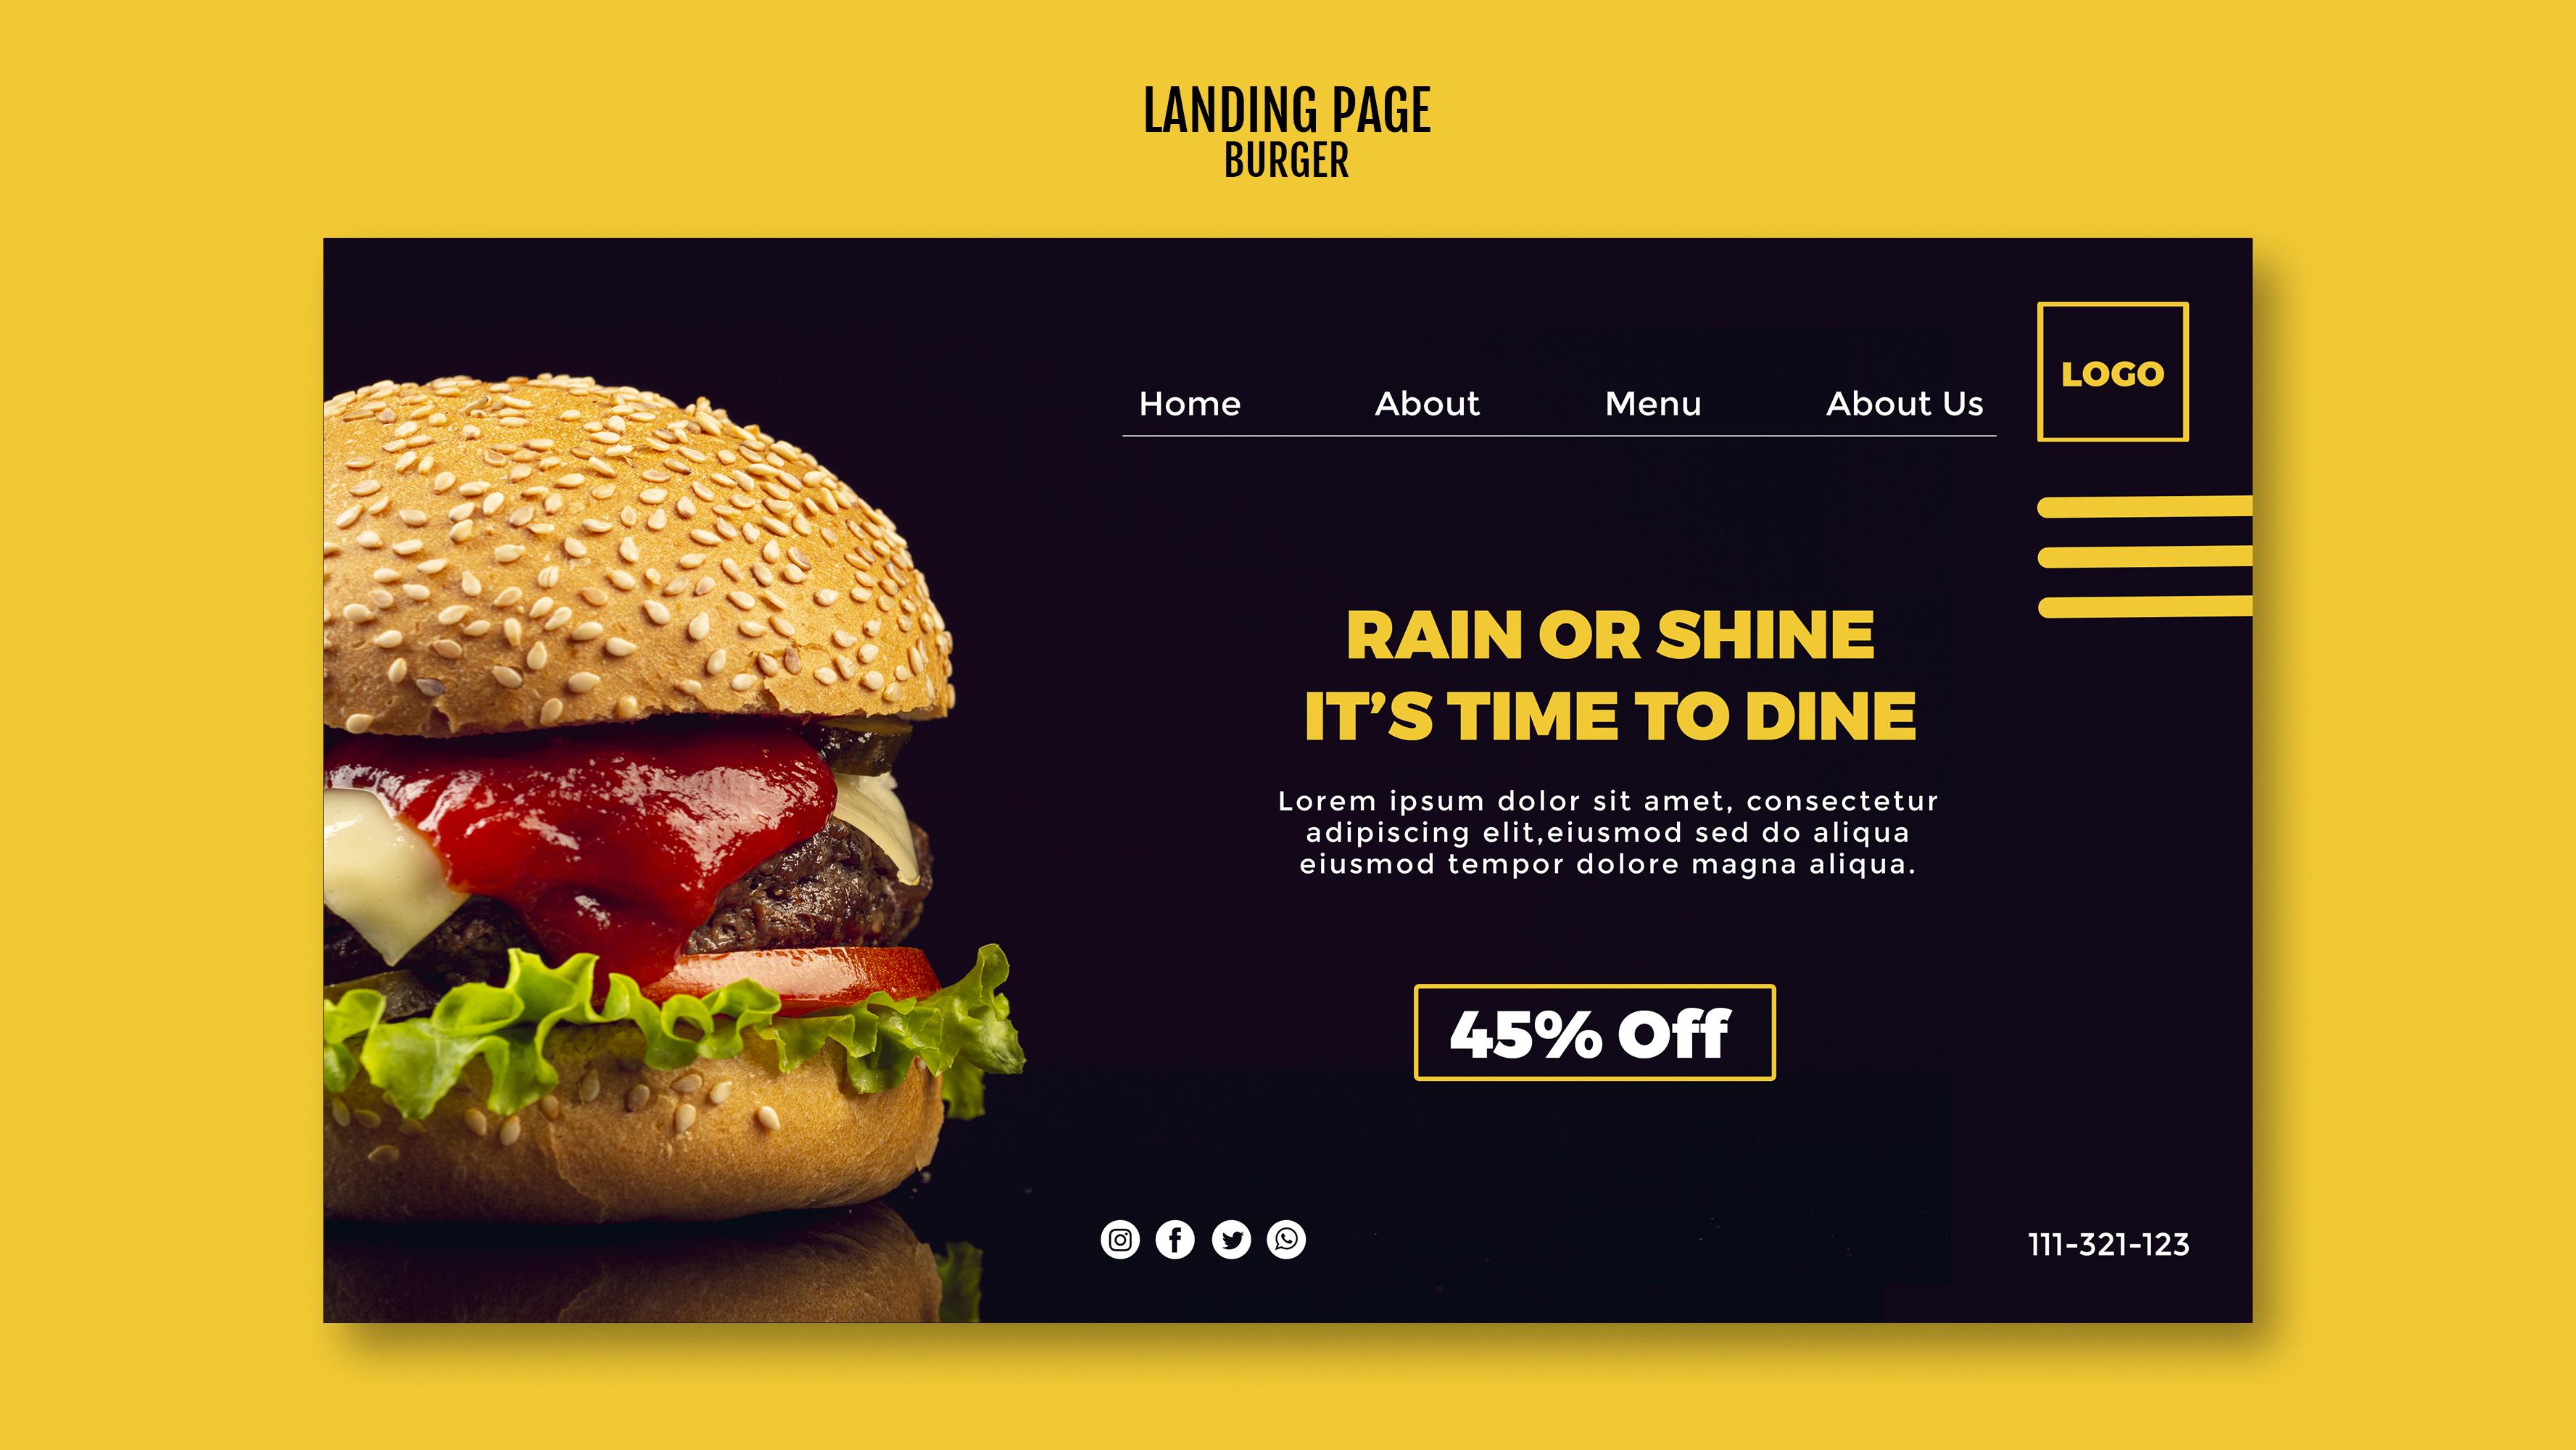 LANDING PAGE
BURGER
Home About Menu About Us
LOGO
RAIN OR SHINE
IT’S TIME TO DINE
Lorem ipsum dolor sit amet, consectetur
adipiscing elit,eiusmod sed do aliqua
eiusmod tempor dolore magna aliqua.
45% Off
111-321-123